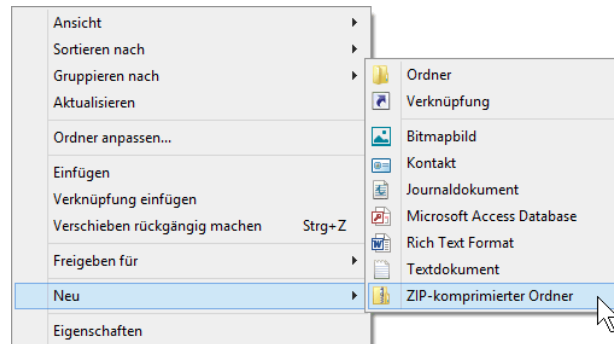 Ansicht
Sortieren nach
Gruppieren nach
Aktualisieren
Ordner anpassen...
Einfügen
Verknüpfung einfügen
Verschieben rückgängig machen Strg+Z
Freigeben für
Neu
Eigenschaften
Ordner
Verknüpfung
Bitmapbild
Kontakt
Journaldokument
Microsoft Access Database
Rich Text Format
Textdokument
ZIP-komprimierter Ordner